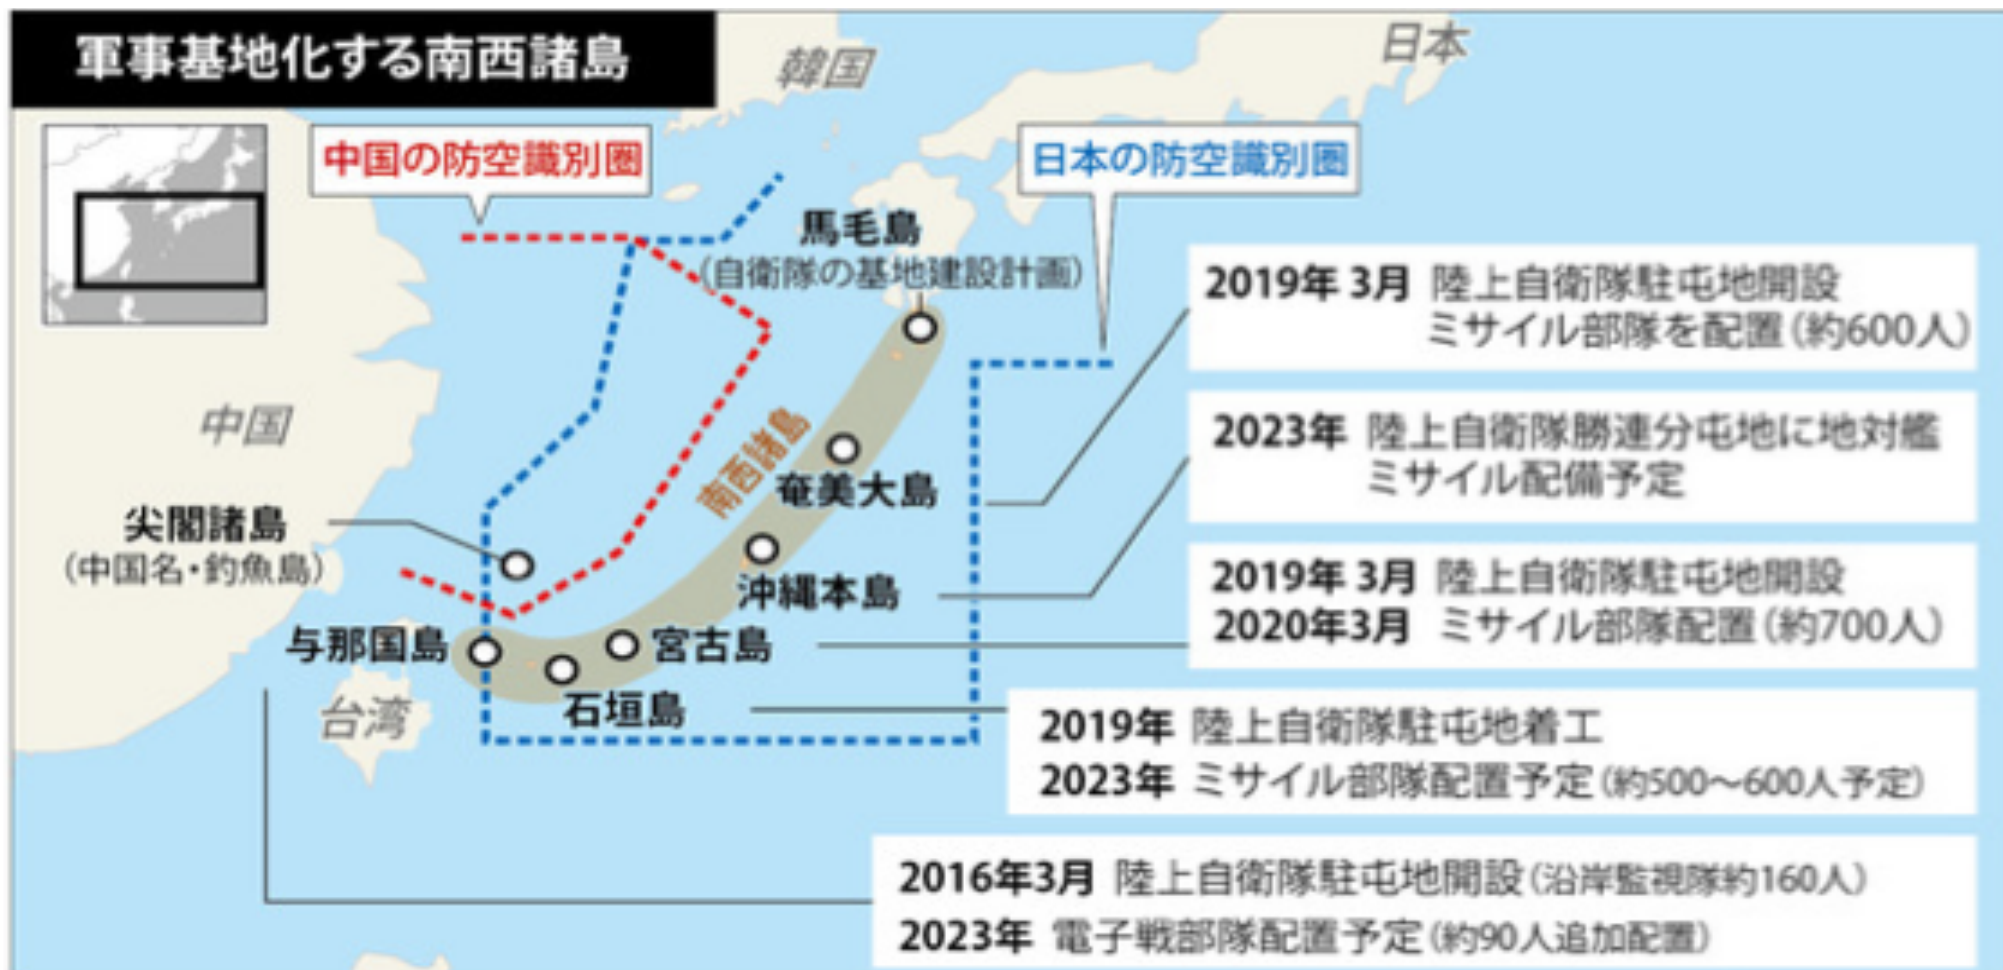 軍事基地化する南西諸島
韓国
日本
中国の防空識別圏
日本の防空識別圏
馬毛島
(自衛隊の基地建設計画)
2019年 3月 陸上自衛隊駐屯地開設
ミサイル部隊を配置(約600人)
中国
南西諸島
奄美大島
2023年 陸上自衛隊勝連分屯地に地対艦
ミサイル配備予定
尖閣諸島
(中国名・釣魚島)
沖縄本島
2019年 3月 陸上自衛隊駐屯地開設
2020年3月 ミサイル部隊配置(約700人)
与那国島
宮古島
石垣島
台湾
2019年 陸上自衛隊駐屯地着工
2023年 ミサイル部隊配置予定(約500～600人予定)
2016年3月 陸上自衛隊駐屯地開設(沿岸監視隊約160人)
2023年 電子戦部隊配置予定(約90人追加配置)